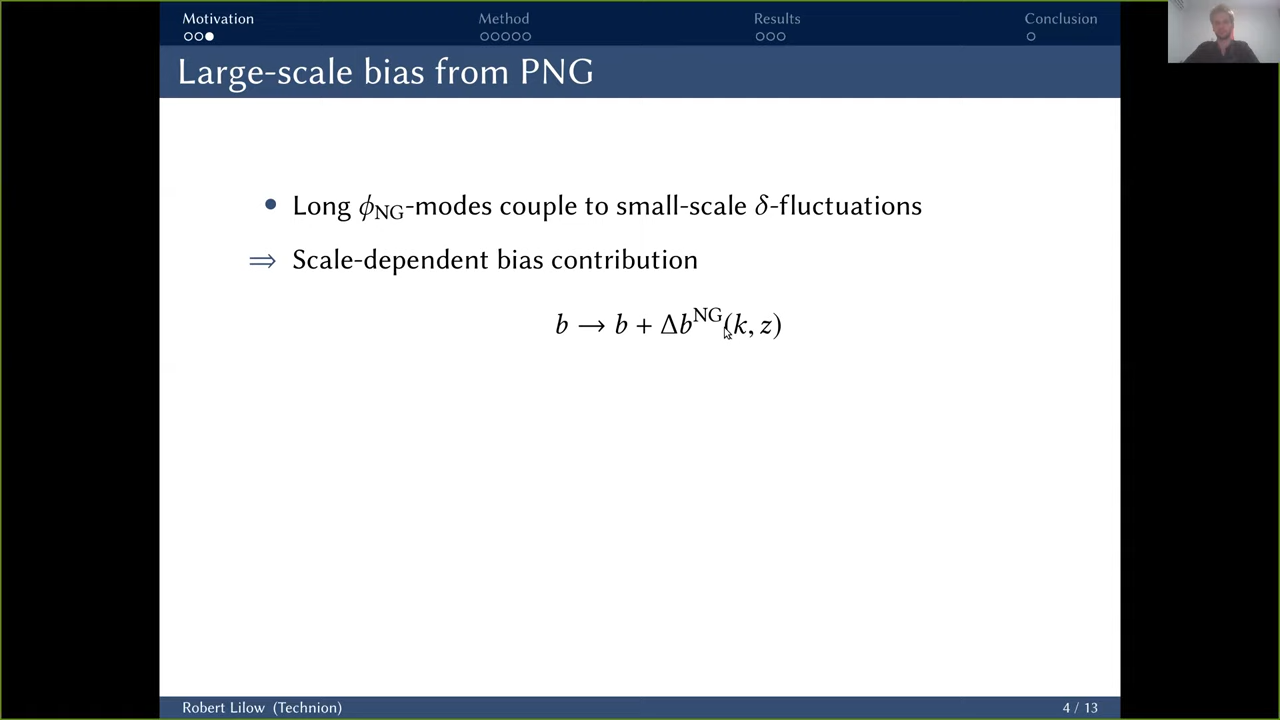 Motivation Method Results Conclusion
Large-scale bias from PNG
• Long ϕ_NG-modes couple to small-scale δ-fluctuations
⟹ Scale-dependent bias contribution
b → b + Δb^NG(k, z)
Robert Lilow (Technion) 4 / 13